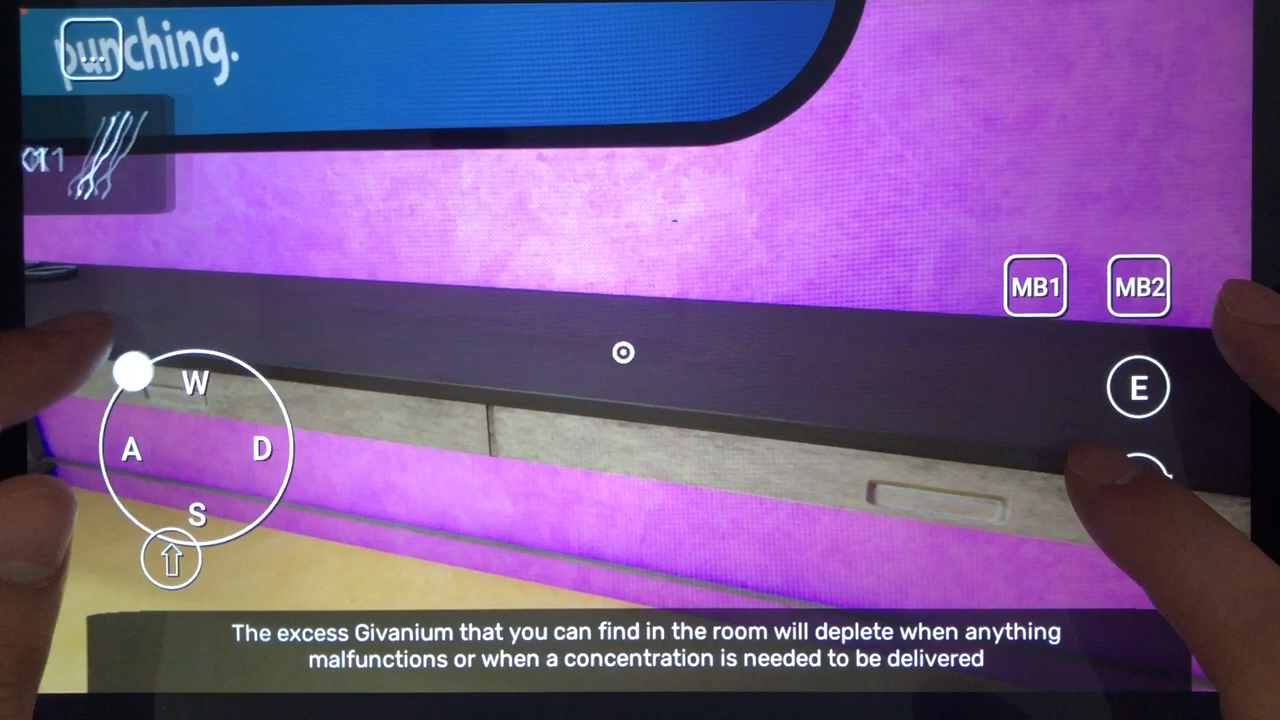 punching.
...
MB1
MB2
E
W
A
D
S
The excess Givanium that you can find in the room will deplete when anything
malfunctions or when a concentration is needed to be delivered